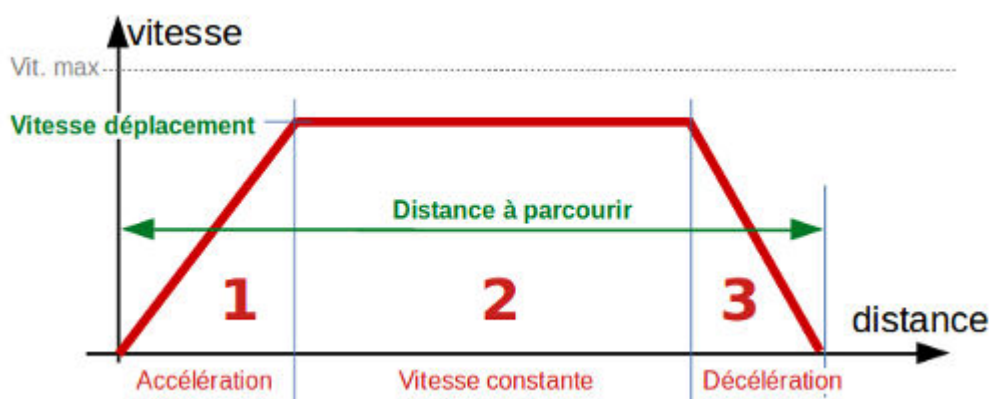 vitesse
Vit. max
Vitesse déplacement
Distance à parcourir
1 2 3
distance
Accélération Vitesse constante Décélération